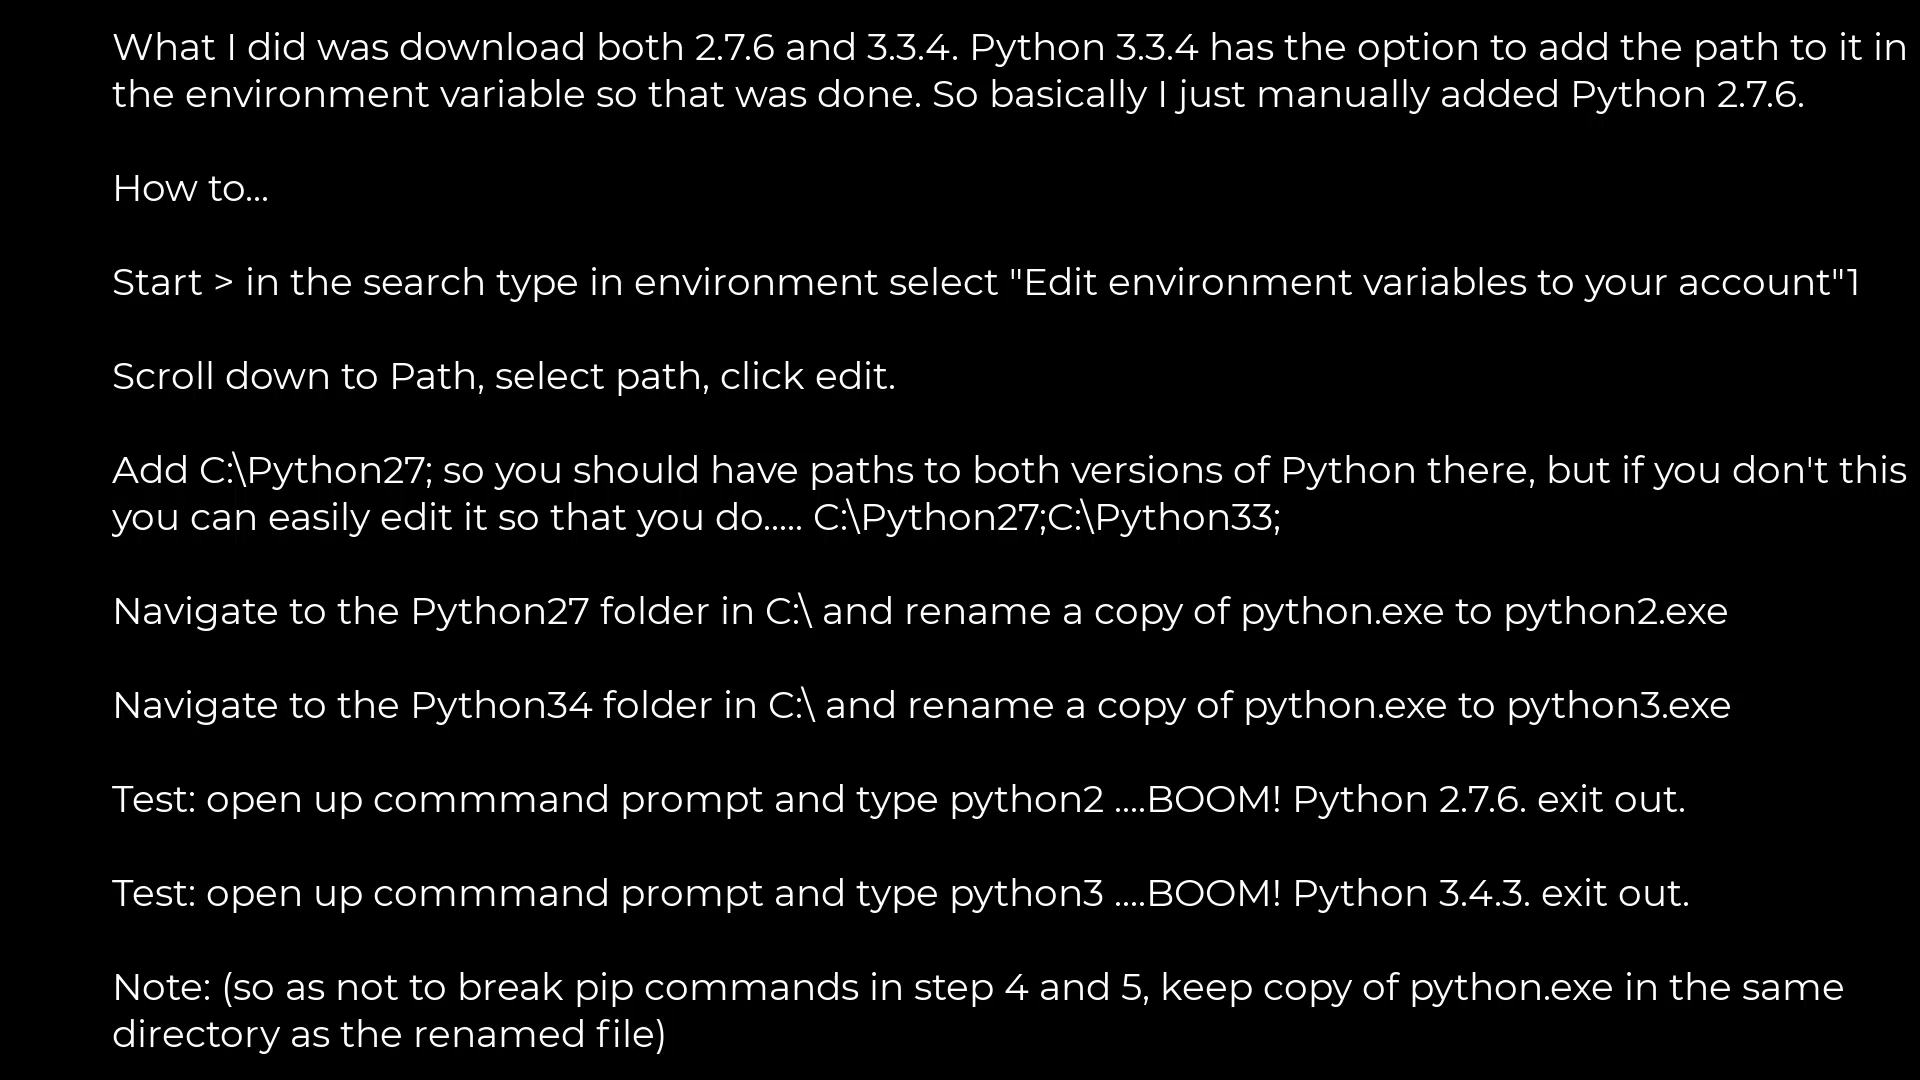 What I did was download both 2.7.6 and 3.3.4. Python 3.3.4 has the option to add the path to it in
the environment variable so that was done. So basically I just manually added Python 2.7.6.
How to...
Start > in the search type in environment select "Edit environment variables to your account"1
Scroll down to Path, select path, click edit.
Add C:\Python27; so you should have paths to both versions of Python there, but if you don't this
you can easily edit it so that you do..... C:\Python27;C:\Python33;
Navigate to the Python27 folder in C:\ and rename a copy of python.exe to python2.exe
Navigate to the Python34 folder in C:\ and rename a copy of python.exe to python3.exe
Test: open up commmand prompt and type python2 ....BOOM! Python 2.7.6. exit out.
Test: open up commmand prompt and type python3 ....BOOM! Python 3.4.3. exit out.
Note: (so as not to break pip commands in step 4 and 5, keep copy of python.exe in the same
directory as the renamed file)